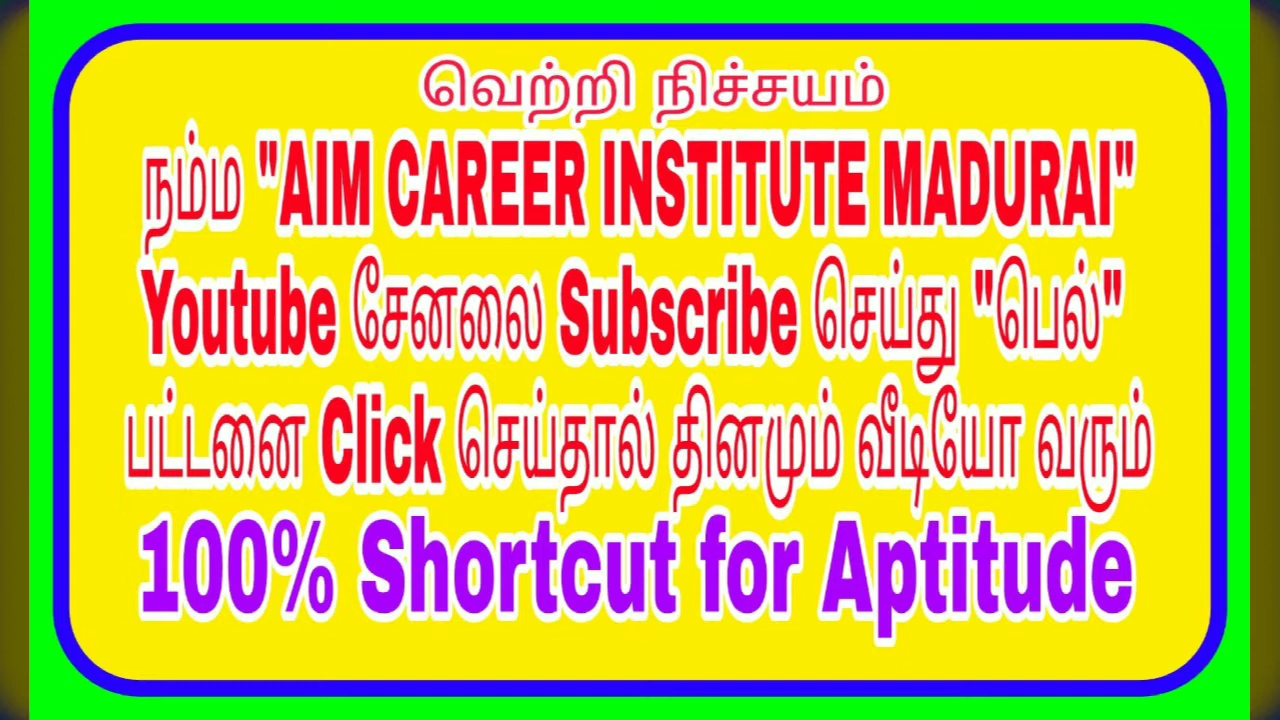 வெற்றி நிச்சயம்
நம்ம "AIM CAREER INSTITUTE MADURAI"
Youtube சேனலை Subscribe செய்து "பெல்"
பட்டனை Click செய்தால் தினமும் வீடியோ வரும்
100% Shortcut for Aptitude